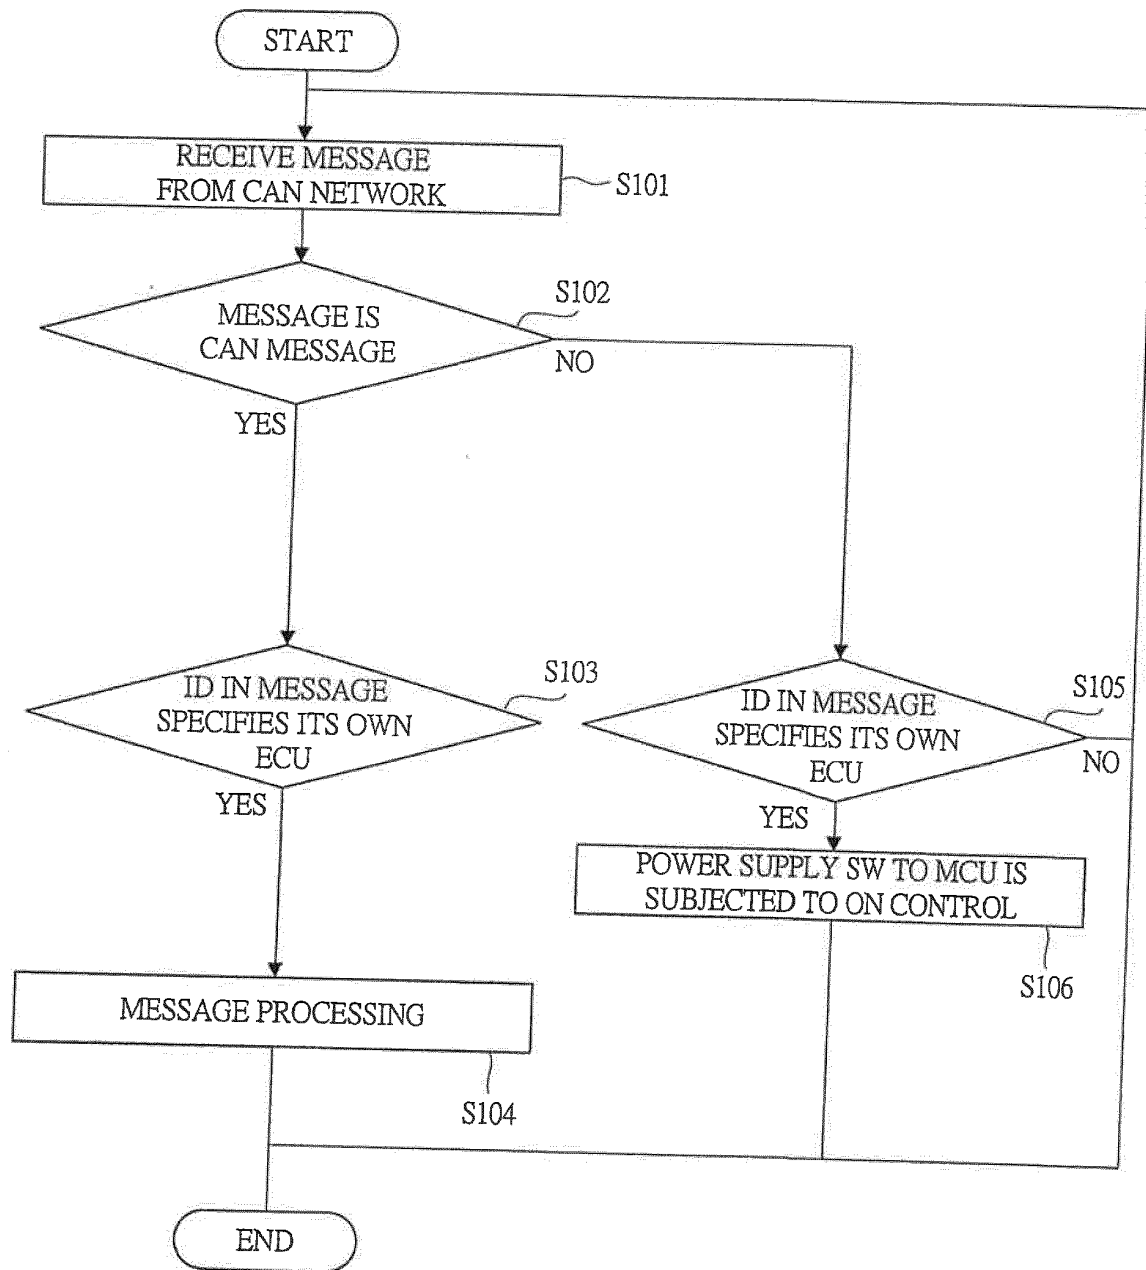 START
RECEIVE MESSAGE
FROM CAN NETWORK
S101
MESSAGE IS
CAN MESSAGE
S102
NO
YES
ID IN MESSAGE
SPECIFIES ITS OWN
ECU
S103
YES
ID IN MESSAGE
SPECIFIES ITS OWN
ECU
S105
NO
YES
POWER SUPPLY SW TO MCU IS
SUBJECTED TO ON CONTROL
S106
MESSAGE PROCESSING
S104
END